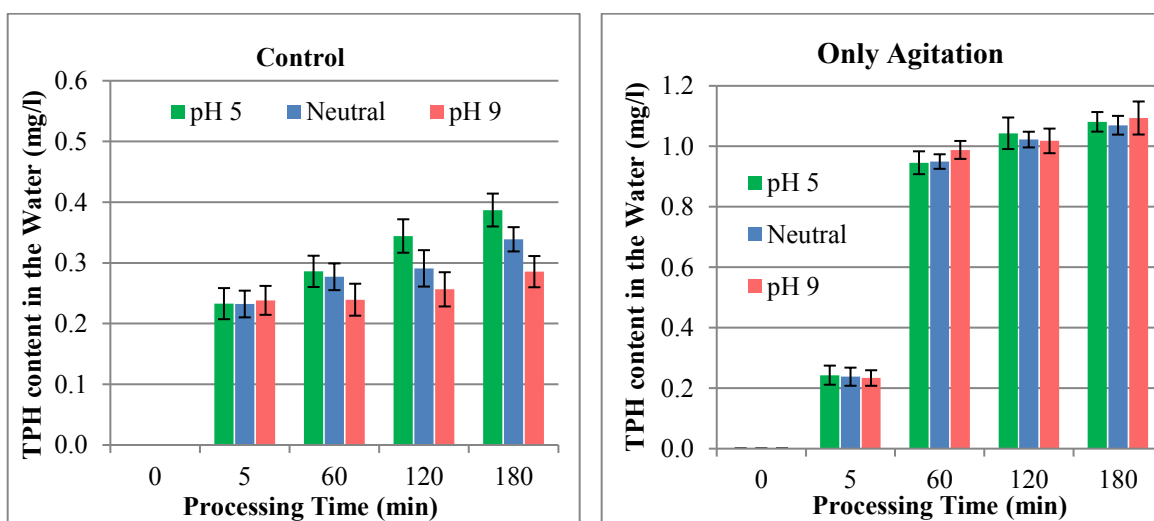 Control
TPH content in the Water (mg/l)
0.6
0.5
0.4
0.3
0.2
0.1
0.0
pH 5 Neutral pH 9
0 5 60 120 180
Processing Time (min)
Only Agitation
TPH content in the Water (mg/l)
1.2
1.0
0.8
0.6
0.4
0.2
0.0
pH 5
Neutral
pH 9
0 5 60 120 180
Processing Time (min)